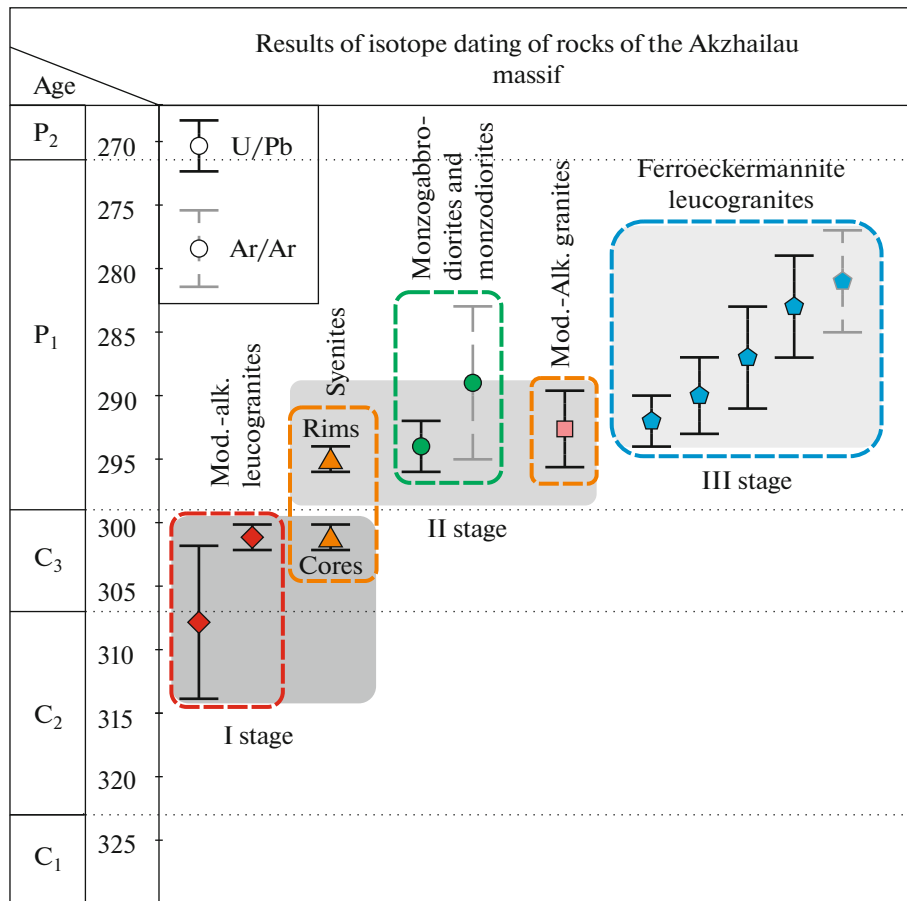 Results of isotope dating of rocks of the Akzhailau
massif
Age
P2
P1
C3
C2
C1
270
275
280
285
290
295
300
305
310
315
320
325
U/Pb
Ar/Ar
Mod.-alk.
leucogranites
Syenites
Monzogabbro-
diorites and
monzodiorites
Mod.-Alk. granites
Ferroeckermannite
leucogranites
Rims
Cores
III stage
II stage
I stage